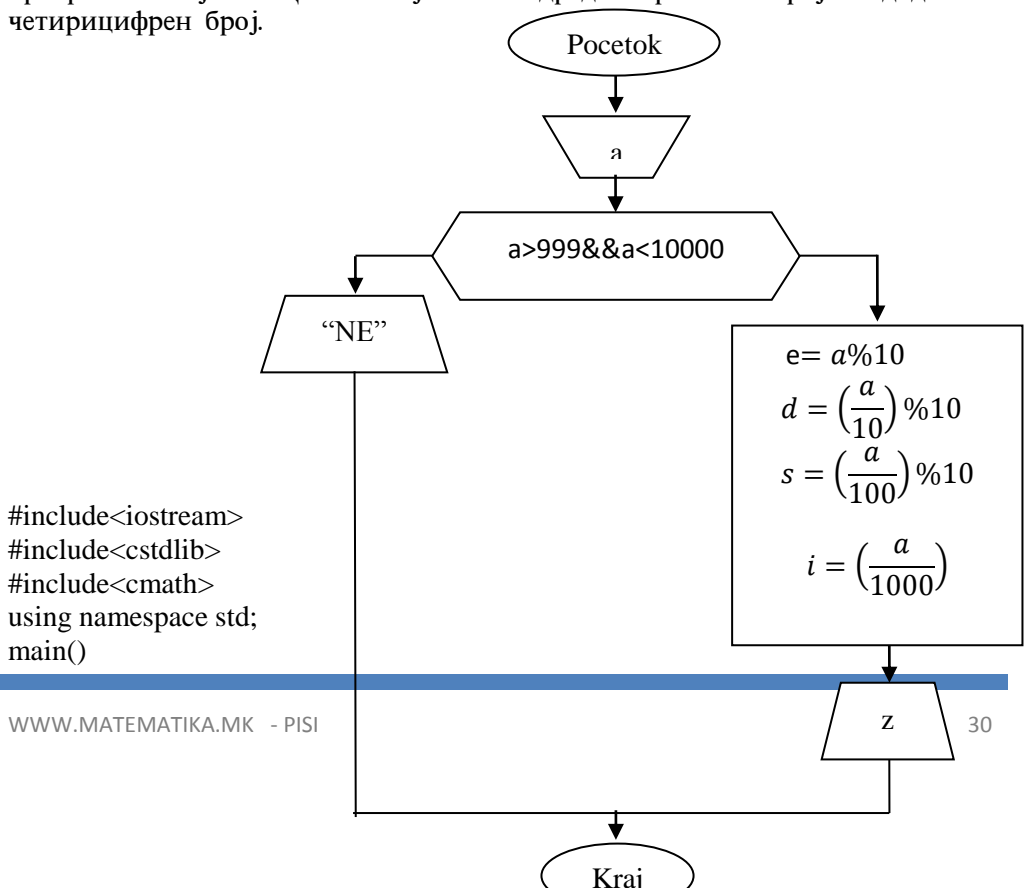 четирицифрен број.
Pocetok
a
a>999&&a<10000
“NE”
e= a%10
d = (a/10) %10
s = (a/100) %10
i = (a/1000)
#include<iostream>
#include<cstdlib>
#include<cmath>
using namespace std;
main()
z
WWW.MATEMATIKA.MK - PISI 30
Kraj